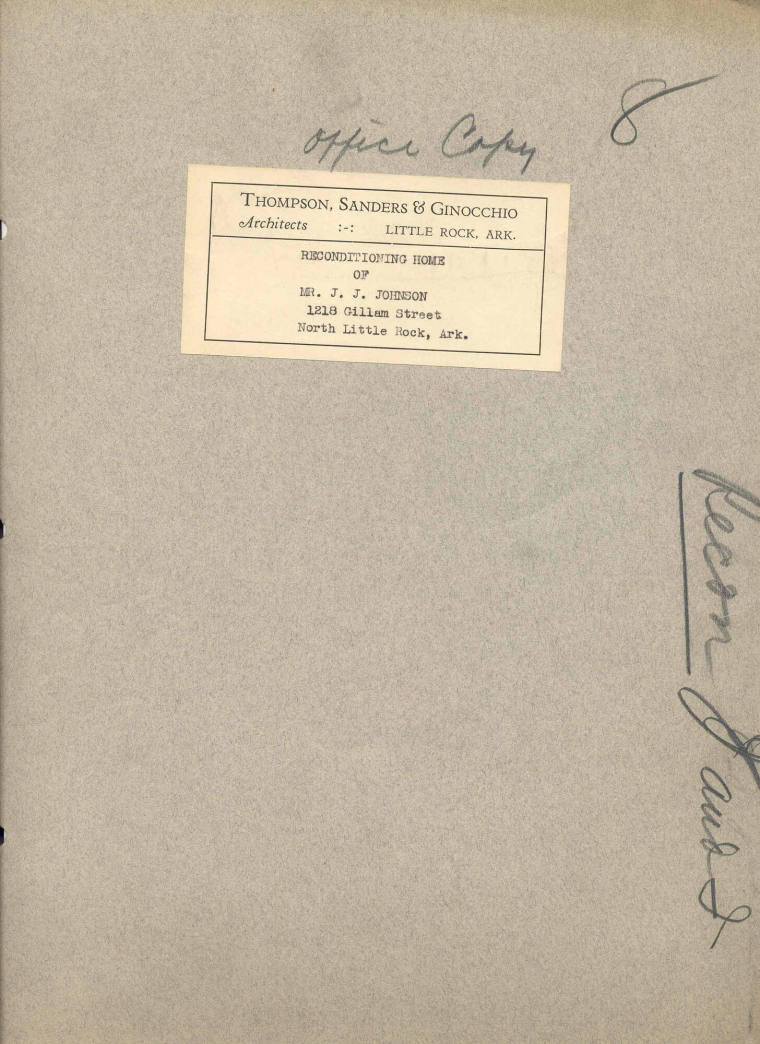 8
Office Copy
THOMPSON, SANDERS & GINOCCHIO
Architects :-: LITTLE ROCK, ARK.
RECONDITIONING HOME
OF
MR. J. J. JOHNSON
1218 Gillam Street
North Little Rock, Ark.
Recon